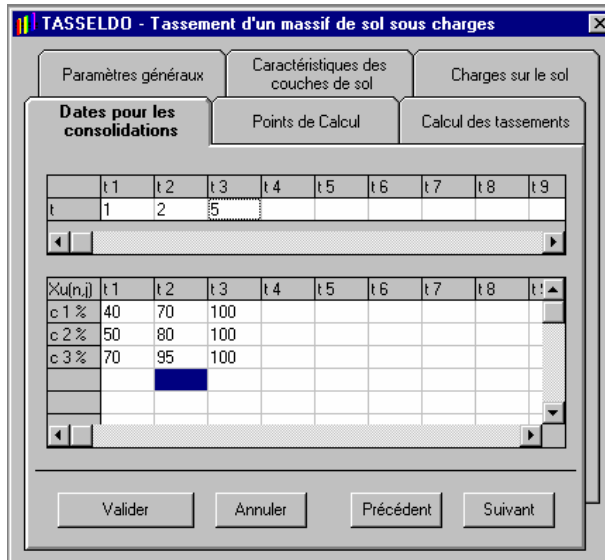 TASSELDO - Tassement d'un massif de sol sous charges
Paramètres généraux
Caractéristiques des
couches de sol
Charges sur le sol
Dates pour les
consolidations
Points de Calcul
Calcul des tassements
t 1 t 2 t 3 t 4 t 5 t 6 t 7 t 8 t 9
t 1 2 5
Xu(n,j) t 1 t 2 t 3 t 4 t 5 t 6 t 7 t 8
c 1 % 40 70 100
c 2 % 50 80 100
c 3 % 70 95 100
Valider Annuler Précédent Suivant